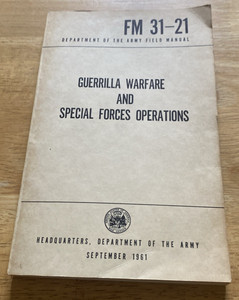 FM 31-21
DEPARTMENT OF THE ARMY FIELD MANUAL
GUERRILLA WARFARE
AND
SPECIAL FORCES OPERATIONS
HEADQUARTERS, DEPARTMENT OF THE ARMY
SEPTEMBER 1961